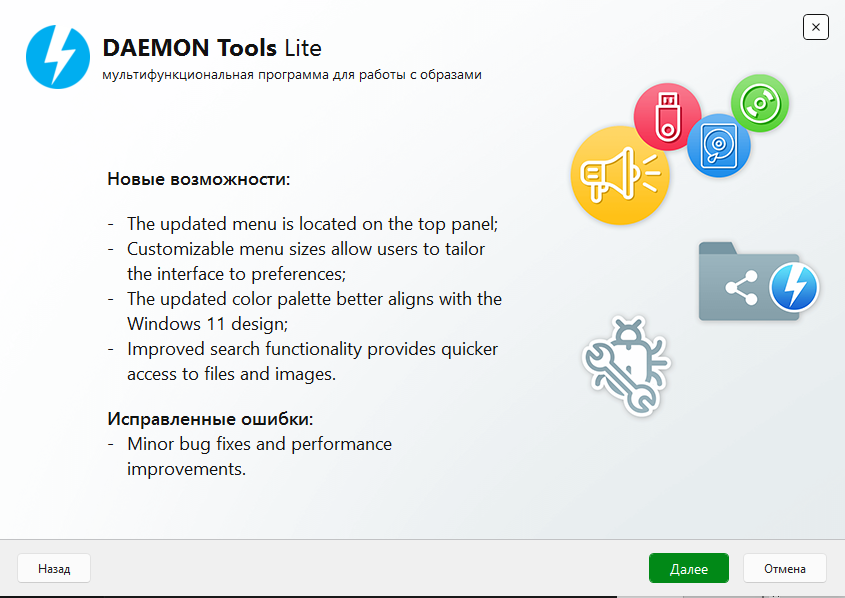 DAEMON Tools Lite
мультифункциональная программа для работы с образами
Новые возможности:
- The updated menu is located on the top panel;
- Customizable menu sizes allow users to tailor
the interface to preferences;
- The updated color palette better aligns with the
Windows 11 design;
- Improved search functionality provides quicker
access to files and images.
Исправленные ошибки:
- Minor bug fixes and performance
improvements.
Назад
Далее
Отмена